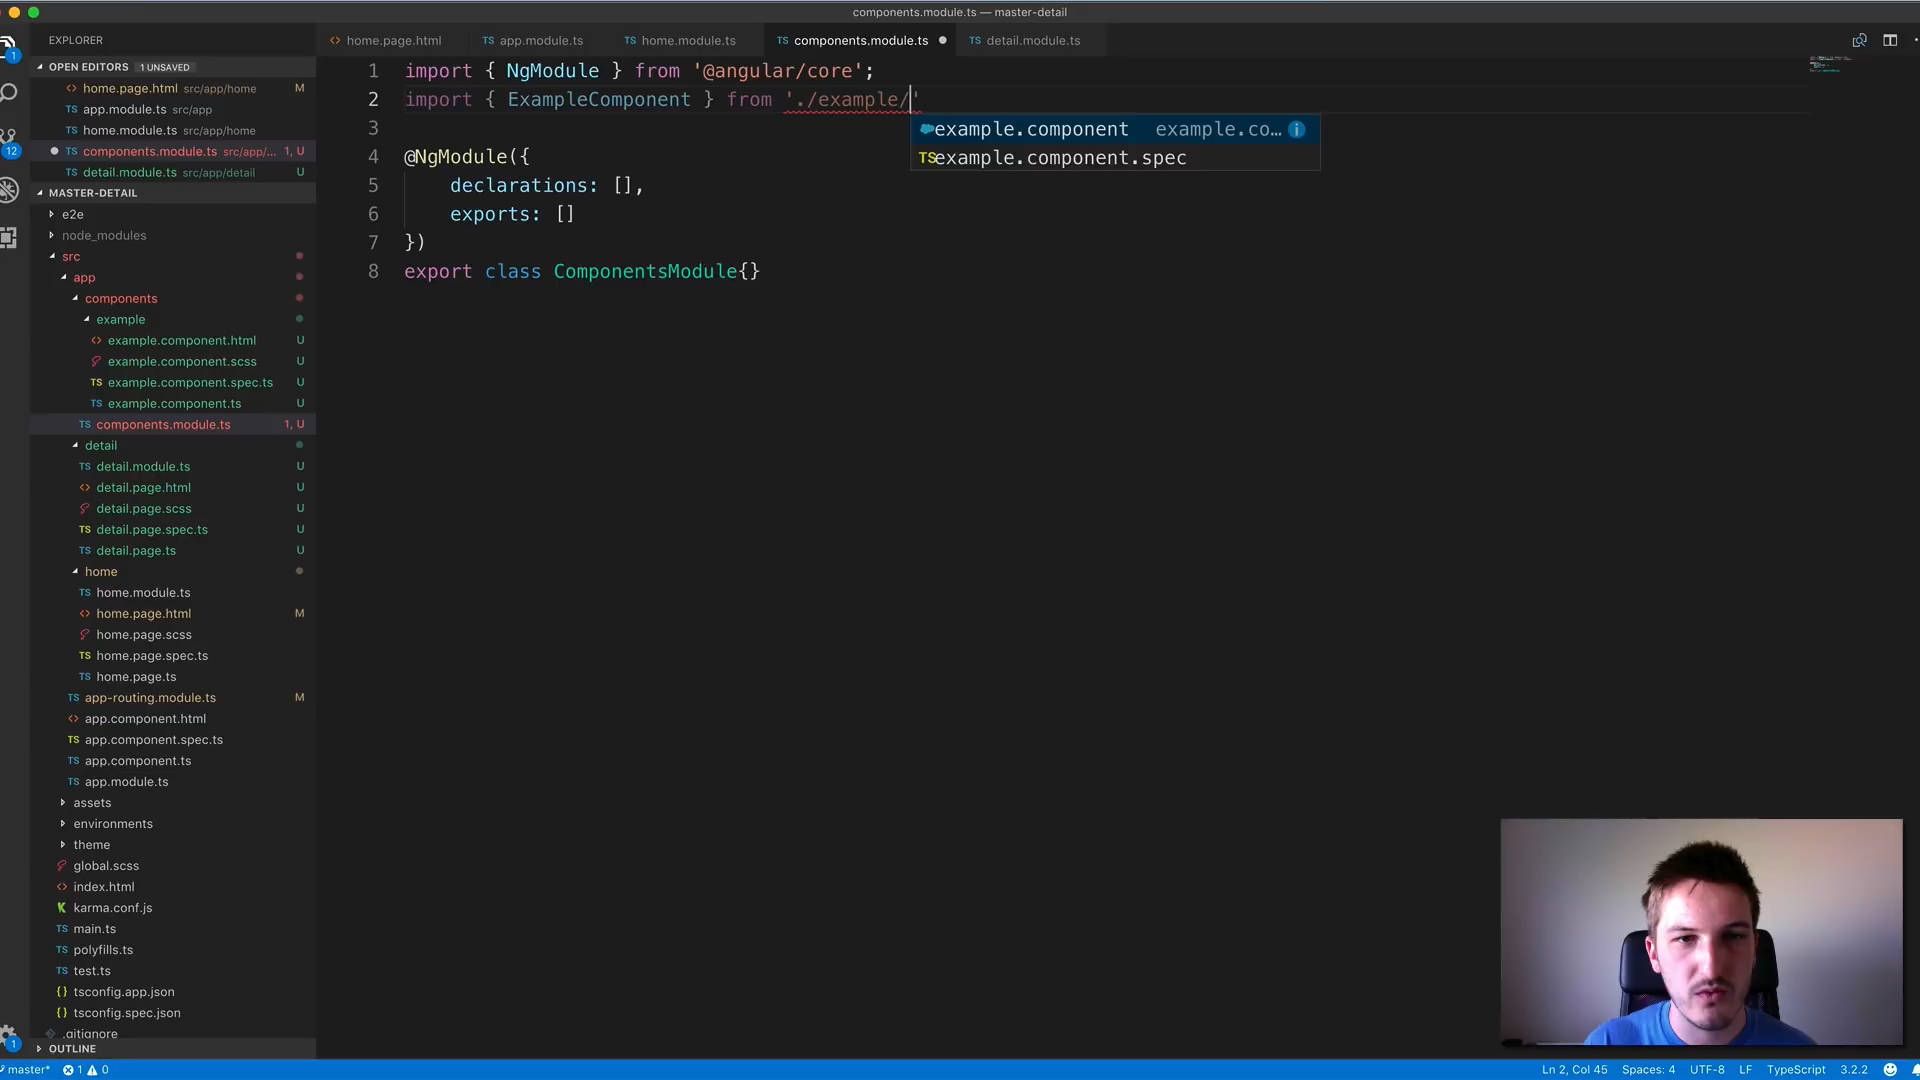 components.module.ts — master-detail
EXPLORER
OPEN EDITORS 1 UNSAVED
home.page.html src/app/home M
TS app.module.ts src/app
TS home.module.ts src/app/home
TS components.module.ts src/app/... 1, U
TS detail.module.ts src/app/detail U
MASTER-DETAIL
e2e
node_modules
src
app
components
example
example.component.html U
example.component.scss U
TS example.component.spec.ts U
TS example.component.ts U
TS components.module.ts 1, U
detail
TS detail.module.ts U
detail.page.html U
detail.page.scss U
TS detail.page.spec.ts U
TS detail.page.ts U
home
TS home.module.ts
home.page.html M
home.page.scss
TS home.page.spec.ts
TS home.page.ts
TS app-routing.module.ts M
app.component.html
TS app.component.spec.ts
TS app.component.ts
TS app.module.ts
assets
environments
theme
global.scss
index.html
karma.conf.js
TS main.ts
TS polyfills.ts
TS test.ts
{} tsconfig.app.json
{} tsconfig.spec.json
.gitignore
OUTLINE
1
12
1
home.page.html TS app.module.ts TS home.module.ts TS components.module.ts TS detail.module.ts
1 import { NgModule } from '@angular/core';
2 import { ExampleComponent } from './example/'
3
4 @NgModule({
5 declarations: [],
6 exports: []
7 })
8 export class ComponentsModule{}
example.component example.co...
TS example.component.spec
master* 1 0 Ln 2, Col 45 Spaces: 4 UTF-8 LF TypeScript 3.2.2